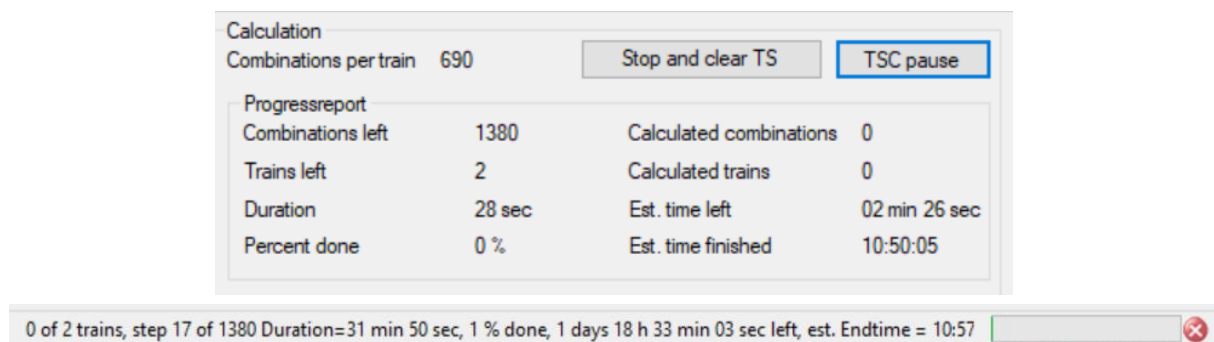 Calculation
Combinations per train 690 Stop and clear TS TSC pause
Progressreport
Combinations left 1380 Calculated combinations 0
Trains left 2 Calculated trains 0
Duration 28 sec Est. time left 02 min 26 sec
Percent done 0 % Est. time finished 10:50:05
0 of 2 trains, step 17 of 1380 Duration=31 min 50 sec, 1 % done, 1 days 18 h 33 min 03 sec left, est. Endtime = 10:57